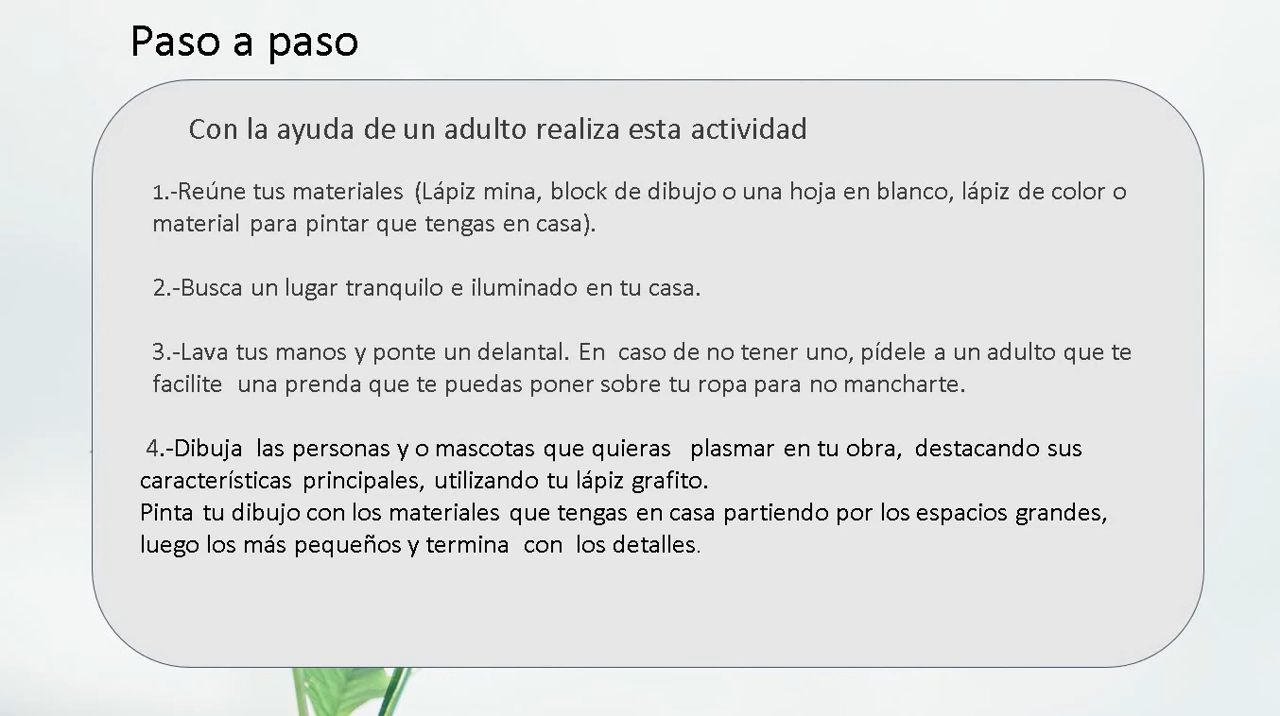 Paso a paso
Con la ayuda de un adulto realiza esta actividad
1.-Reúne tus materiales (Lápiz mina, block de dibujo o una hoja en blanco, lápiz de color o
material para pintar que tengas en casa).
2.-Busca un lugar tranquilo e iluminado en tu casa.
3.-Lava tus manos y ponte un delantal. En caso de no tener uno, pídele a un adulto que te
facilite una prenda que te puedas poner sobre tu ropa para no mancharte.
4.-Dibuja las personas y o mascotas que quieras plasmar en tu obra, destacando sus
características principales, utilizando tu lápiz grafito.
Pinta tu dibujo con los materiales que tengas en casa partiendo por los espacios grandes,
luego los más pequeños y termina con los detalles.